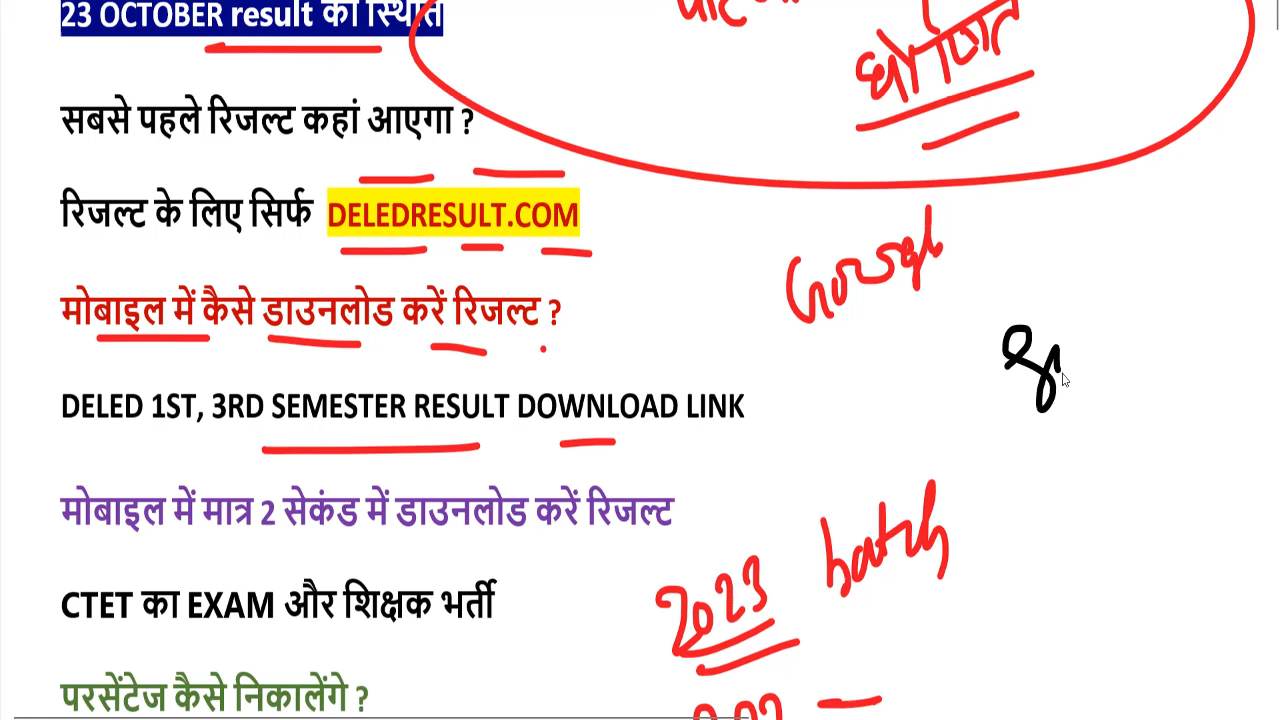 23 OCTOBER result की स्थिति
घोषित
सबसे पहले रिजल्ट कहां आएगा ?
रिजल्ट के लिए सिर्फ DELEDRESULT.COM
मोबाइल में कैसे डाउनलोड करें रिजल्ट ?
DELED 1ST, 3RD SEMESTER RESULT DOWNLOAD LINK
मोबाइल में मात्र 2 सेकंड में डाउनलोड करें रिजल्ट
2023 batch
CTET का EXAM और शिक्षक भर्ती
परसेंटेज कैसे निकालेंगे ?